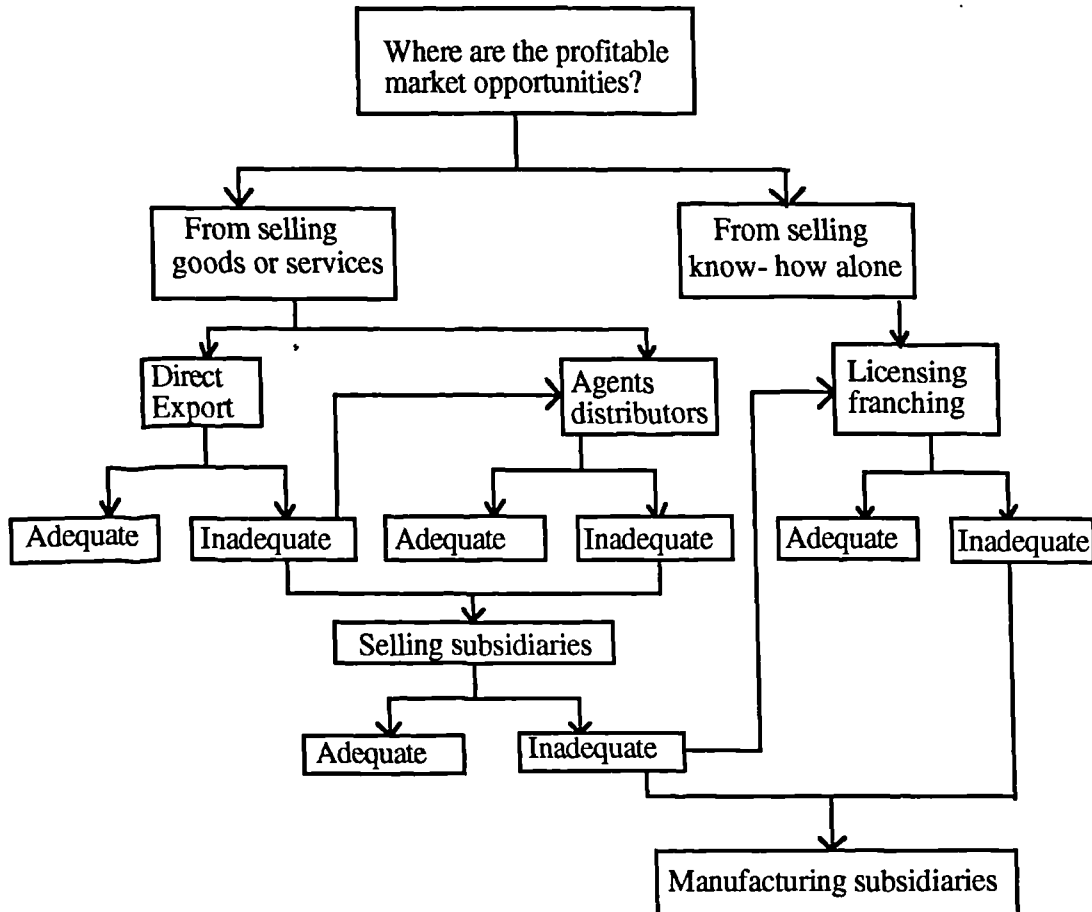 Where are the profitable
market opportunities?
From selling
goods or services
From selling
know- how alone
Direct
Export
Agents
distributors
Licensing
franching
Adequate
Inadequate
Adequate
Inadequate
Adequate
Inadequate
Selling subsidiaries
Adequate
Inadequate
Manufacturing subsidiaries